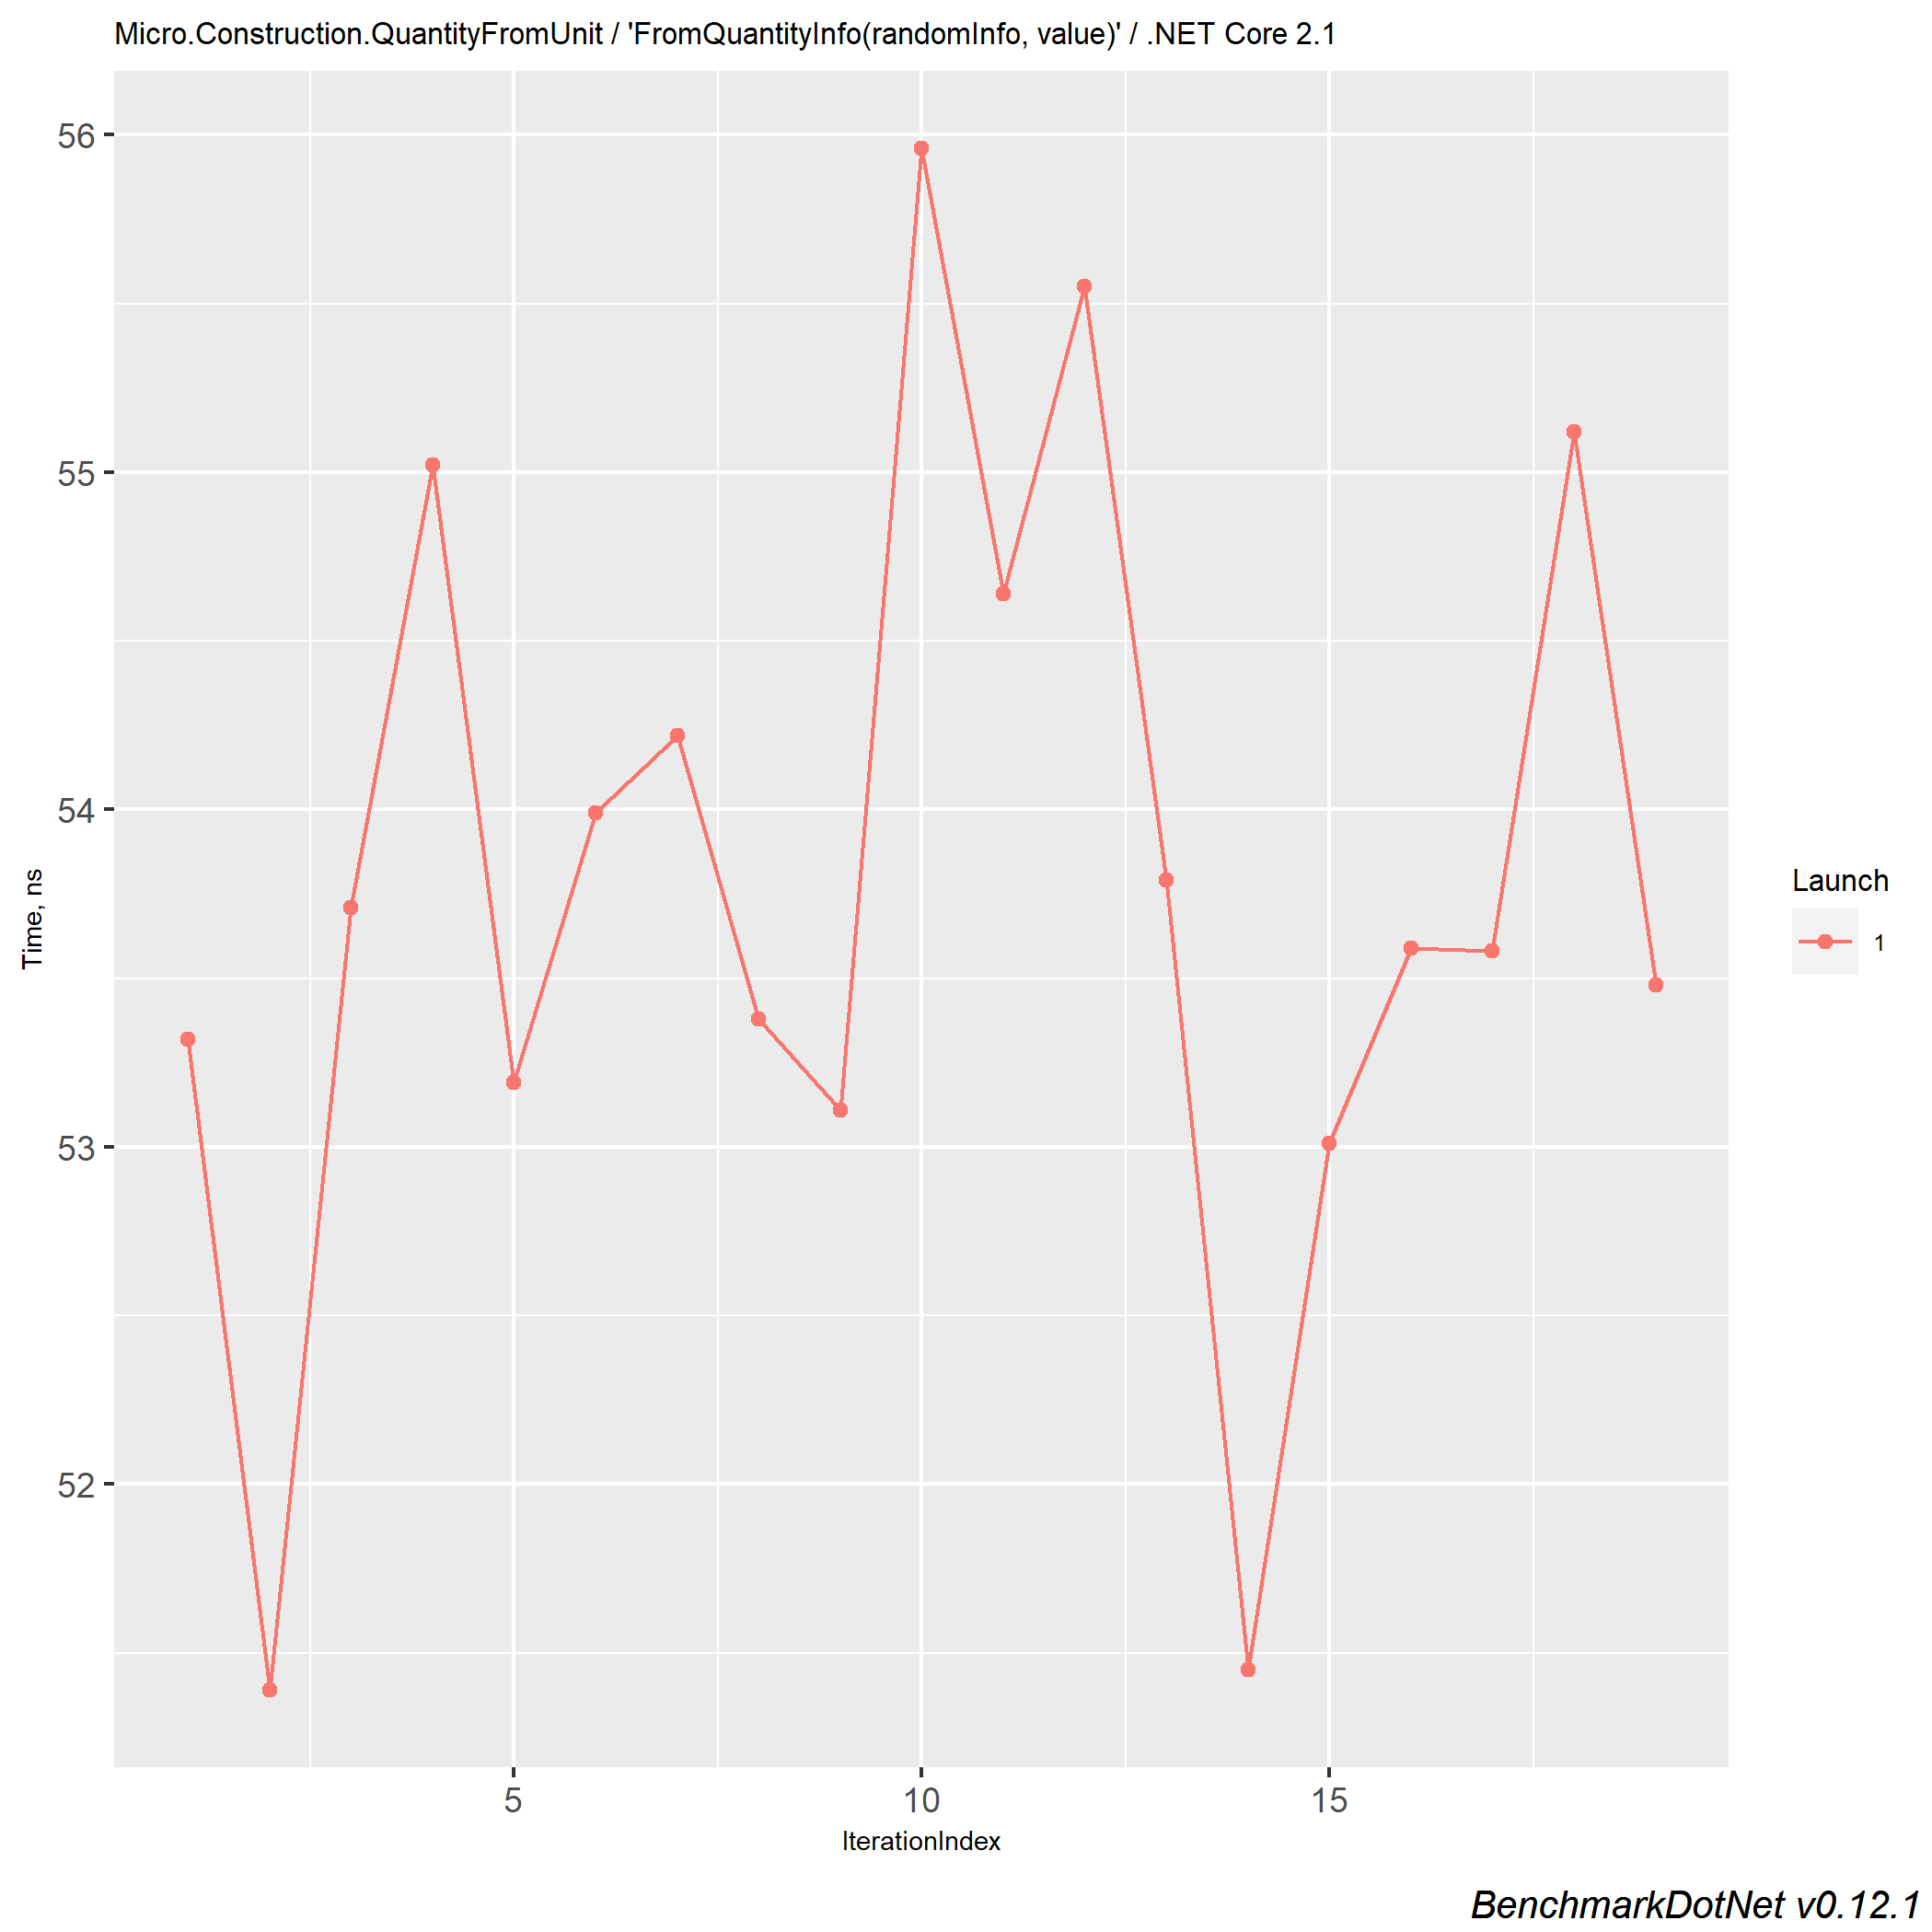 Micro.Construction.QuantityFromUnit / 'FromQuantityInfo(randomInfo, value)' / .NET Core 2.1
56
55
54
53
52
Time, ns
5 10 15
IterationIndex
Launch
1
BenchmarkDotNet v0.12.1